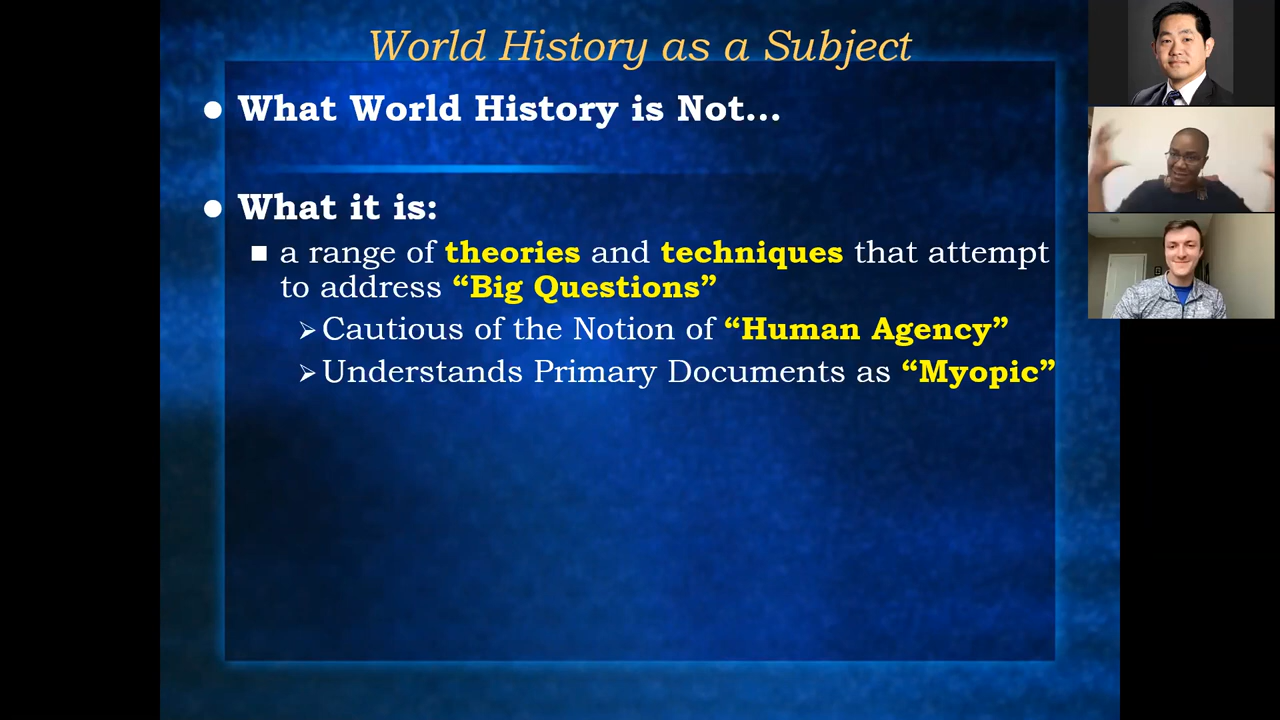 World History as a Subject
● What World History is Not...
● What it is:
■ a range of theories and techniques that attempt
to address “Big Questions”
➢ Cautious of the Notion of “Human Agency”
➢ Understands Primary Documents as “Myopic”